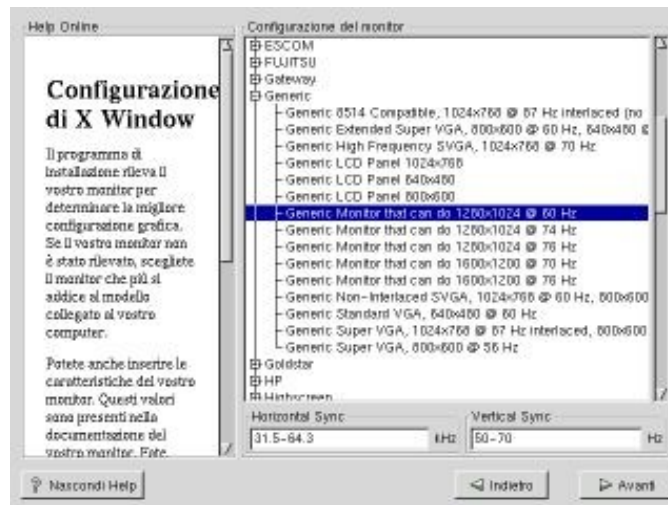 Help Online
Configurazione
di X Window
Il programma di
installazione rileva il
vostro monitor per
determinare la migliore
configurazione grafica.
Se il vostro monitor non
è stato rilevato, scegliete
il monitor che più si
addice al modello
collegato al vostro
computer.
Potete anche inserire le
caratteristiche del vostro
monitor. Questi valori
sono presenti nella
documentazione del
vostro monitor. Fate
Configurazione del monitor
ESCOM
FUJITSU
Gateway
Generic
Generic 8514 Compatible, 1024x768 @ 87 Hz interlaced (no
Generic Extended Super VGA, 800x600 @ 60 Hz, 640x480 @
Generic High Frequency SVGA, 1024x768 @ 70 Hz
Generic LCD Panel 1024x768
Generic LCD Panel 640x480
Generic LCD Panel 800x600
Generic Monitor that can do 1280x1024 @ 60 Hz
Generic Monitor that can do 1280x1024 @ 74 Hz
Generic Monitor that can do 1280x1024 @ 76 Hz
Generic Monitor that can do 1600x1200 @ 70 Hz
Generic Monitor that can do 1600x1200 @ 76 Hz
Generic Non-Interlaced SVGA, 1024x768 @ 60 Hz, 800x600
Generic Standard VGA, 640x480 @ 60 Hz
Generic Super VGA, 1024x768 @ 87 Hz interlaced, 800x600
Generic Super VGA, 800x600 @ 56 Hz
Goldstar
HP
Highscreen
Horizontal Sync
31.5-64.3 kHz
Vertical Sync
50-70 Hz
Nascondi Help
Indietro
Avanti